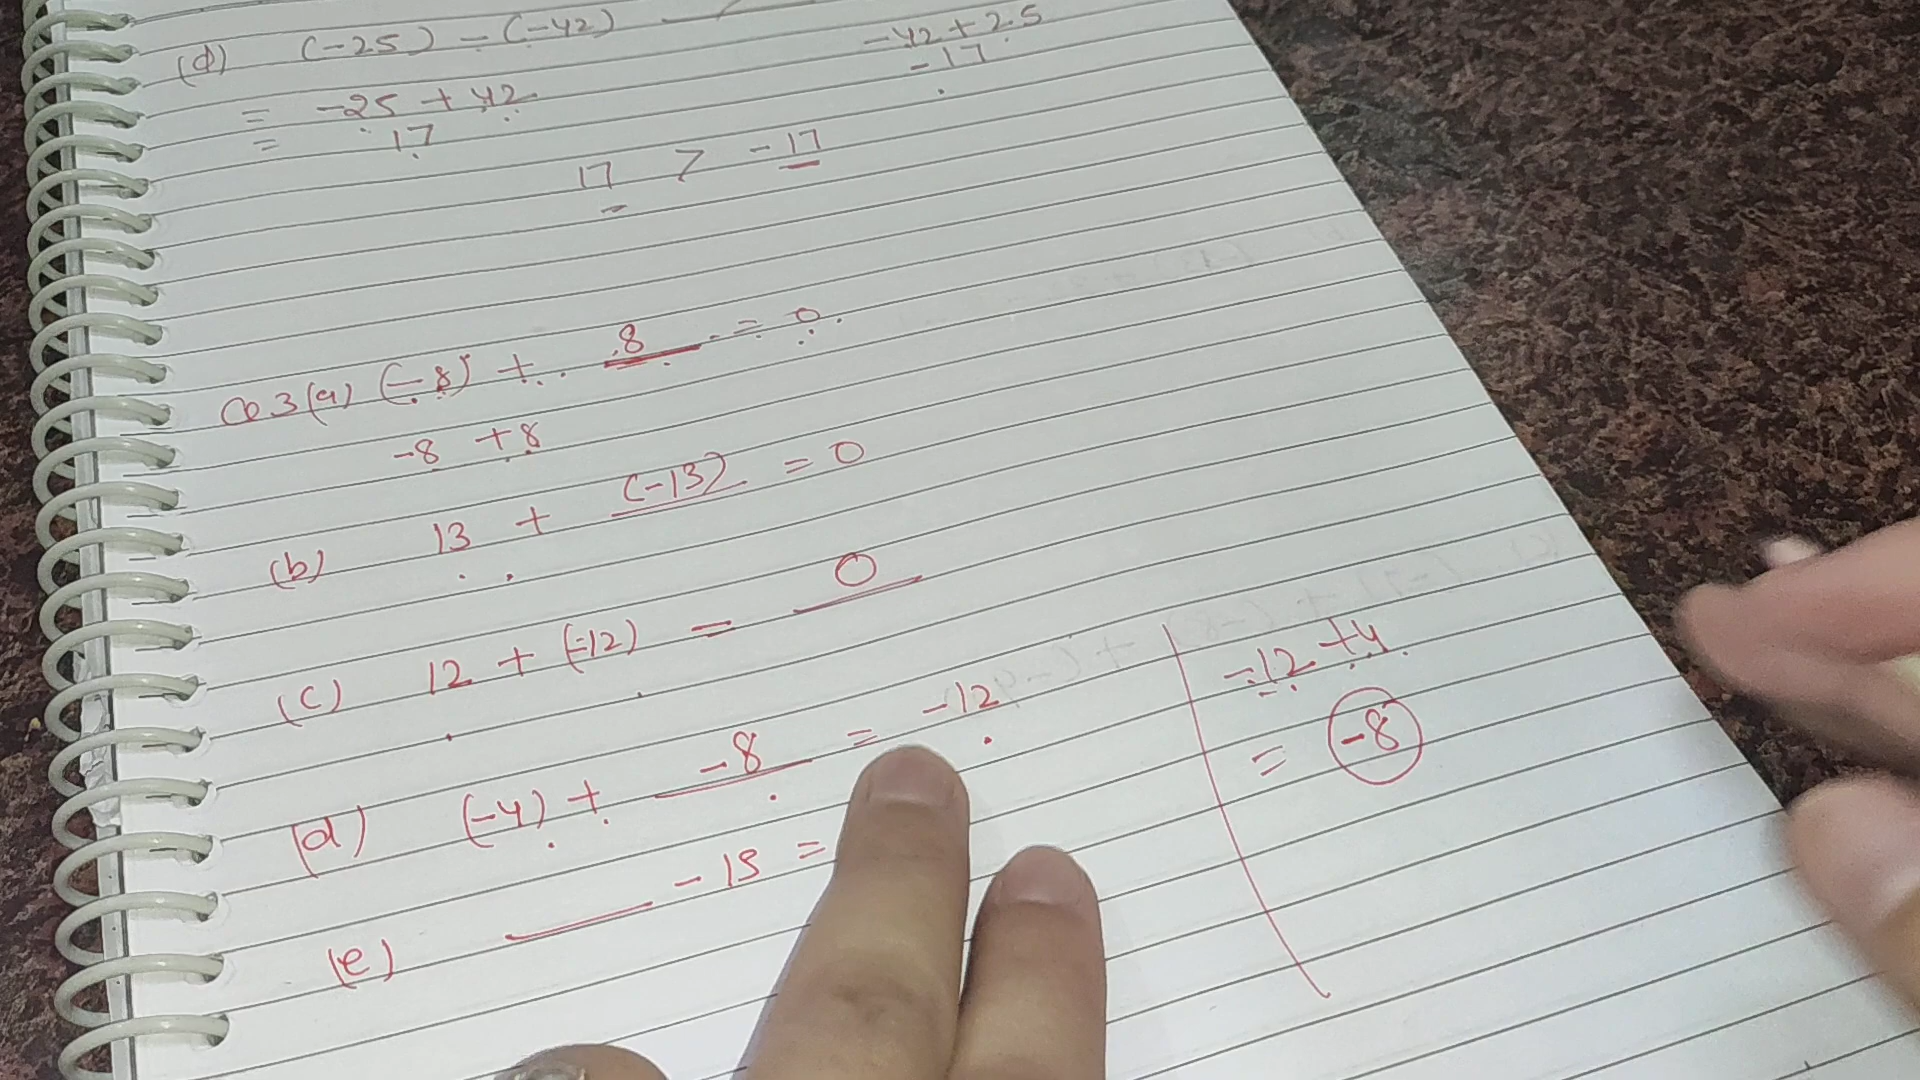 (d) (-25) - (-42) -42+25
= -25 + 42 -17
= 17
17 > -17
Q3(a) (-8) + 8 = 0
-8 +8
(b) 13 + (-13) = 0
(c) 12 + (-12) = 0
(d) (-4) + -8 = -12 -12+4
= -8
(e) ____ - 15 =